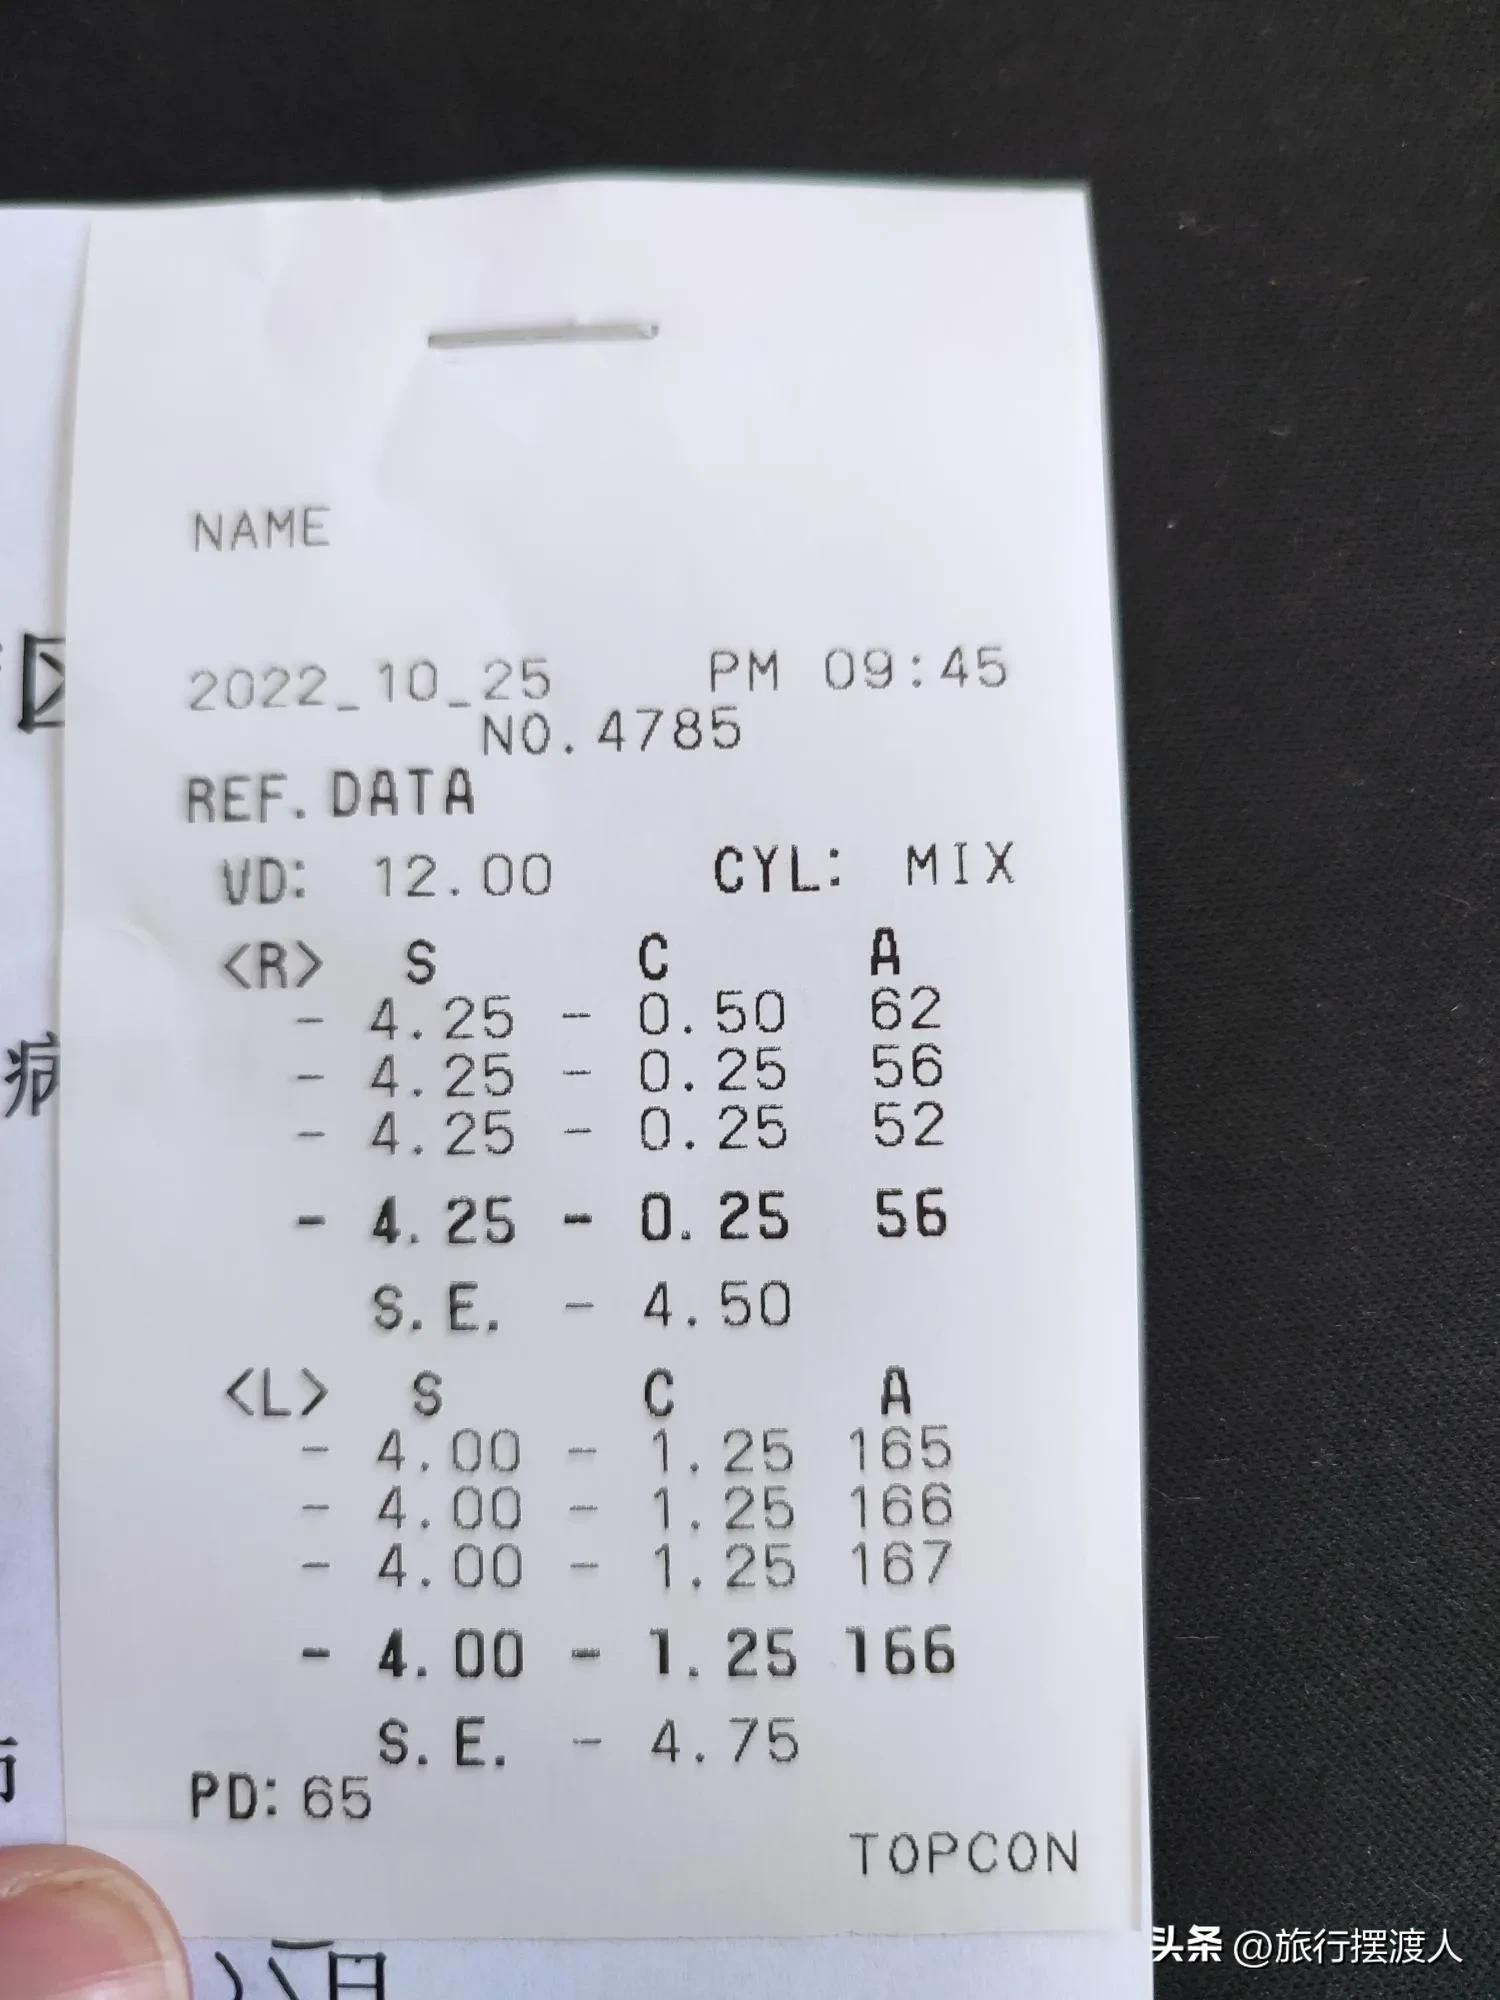 NAME
2022_10_25 PM 09:45
NO.4785
REF.DATA
VD: 12.00 CYL: MIX
<R> S C A
- 4.25 - 0.50 62
- 4.25 - 0.25 56
- 4.25 - 0.25 52
- 4.25 - 0.25 56
S.E. - 4.50
<L> S C A
- 4.00 - 1.25 165
- 4.00 - 1.25 166
- 4.00 - 1.25 167
- 4.00 - 1.25 166
S.E. - 4.75
PD: 65
TOPCON
区
病
日
头条 @旅行摆渡人